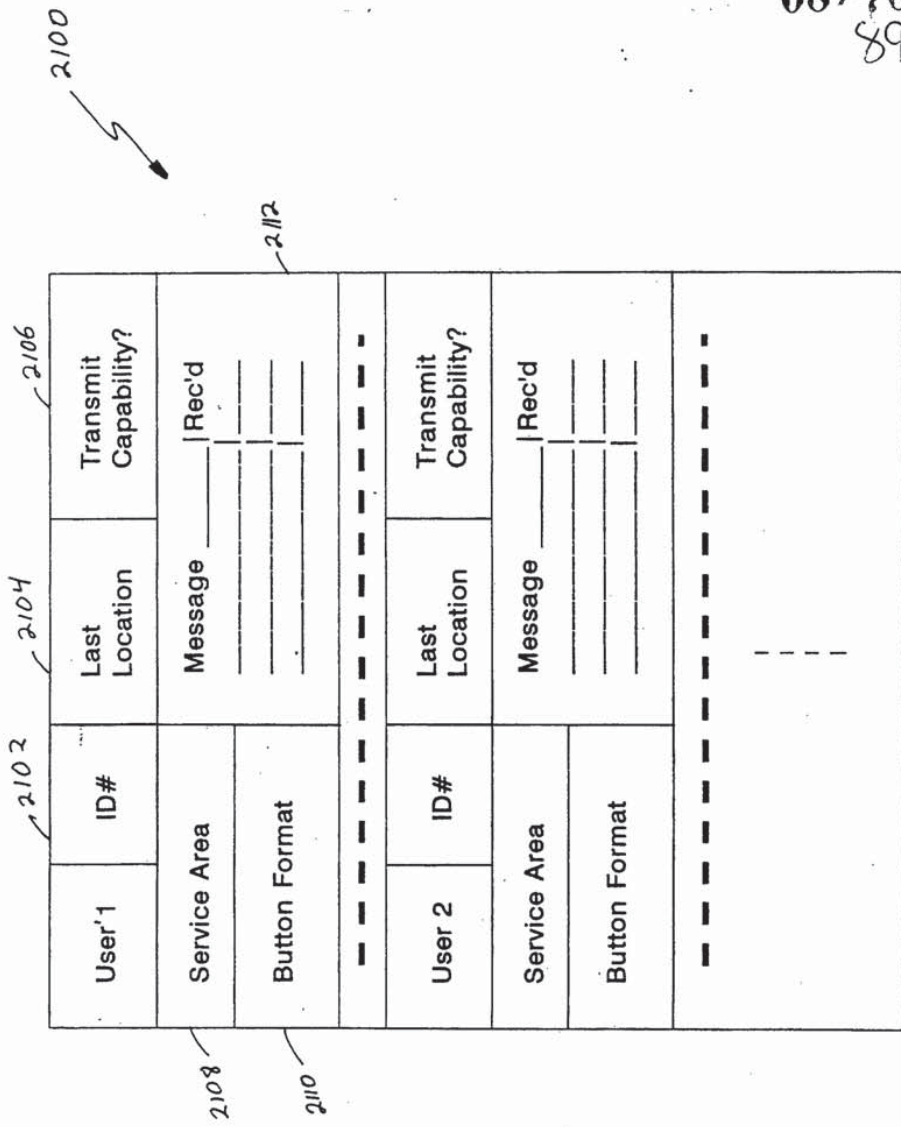 2100
2102
2104
2106
User'1
ID#
Last
Location
Transmit
Capability?
2108
Service Area
Message
Rec'd
2112
2110
Button Format
User 2
ID#
Last
Location
Transmit
Capability?
Service Area
Message
Rec'd
Button Format